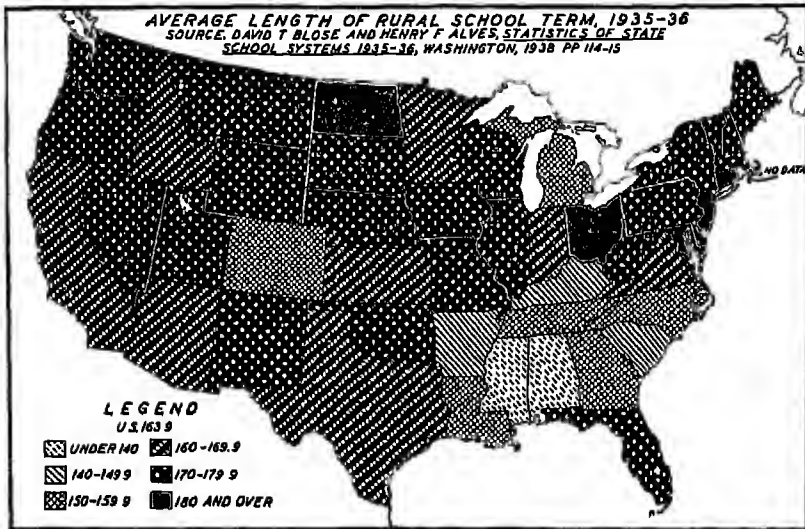 AVERAGE LENGTH OF RURAL SCHOOL TERM, 1935-36
SOURCE. DAVID T BLOSE AND HENRY F ALVES, STATISTICS OF STATE
SCHOOL SYSTEMS 1935-36, WASHINGTON, 1938 PP 114-15
NO DATA
LEGEND
U.S. 163 9
UNDER 140
160-169.9
140-149 9
170-179 9
150-159 9
180 AND OVER